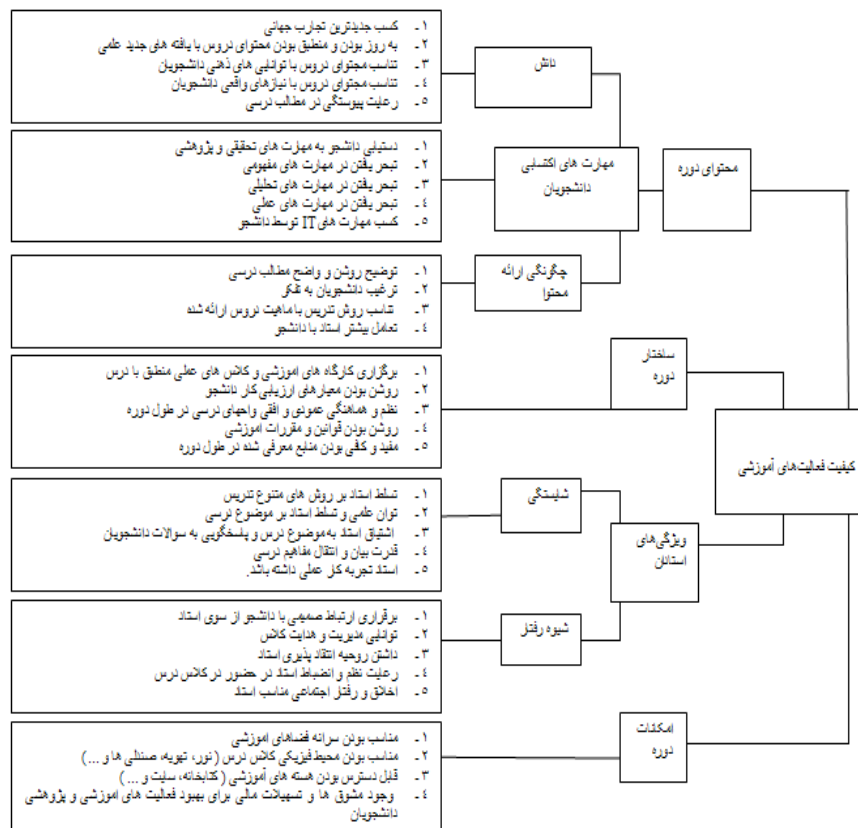 کیفیت فعالیت‌های آموزشی
محتوای دوره
دانش
۱- کسب جدیدترین تجارب جهانی
۲- به روز بودن و منطبق بودن محتوای دروس با یافته های جدید علمی
۳- تناسب محتوای دروس با توانایی های ذهنی دانشجویان
۴- تناسب محتوای دروس با نیازهای واقعی دانشجویان
۵- رعایت پیوستگی در مطالب درسی
مهارت های اکتسابی
دانشجویان
۱- دستیابی دانشجو به مهارت های تحقیقی و پژوهشی
۲- تبحر یافتن در مهارت های مفهومی
۳- تبحر یافتن در مهارت های تحلیلی
۴- تبحر یافتن در مهارت های عملی
۵- کسب مهارت های IT توسط دانشجو
چگونگی ارائه
محتوا
۱- توضیح روشن و واضح مطالب درسی
۲- ترغیب دانشجویان به تفکر
۳- تناسب روش تدریس با ماهیت دروس ارائه شده
۴- تعامل بیشتر استاد با دانشجو
ساختار
دوره
۱- برگزاری کارگاه های اموزشی و کلاس های عملی منطبق با درس
۲- روشن بودن معیارهای ارزیابی کار دانشجو
۳- نظم و هماهنگی عمودی و افقی واحهای درسی در طول دوره
۴- روشن بودن قوانین و مقررات اموزشی
۵- مفید و کافی بودن منابع معرفی شده در طول دوره
ویژگی‌های
استادان
شایستگی
۱- تسلط استاد بر روش های متنوع تدریس
۲- توان علمی و تسلط استاد بر موضوع درسی
۳- اشتیاق استاد به موضوع درس و پاسخگویی به سوالات دانشجویان
۴- قدرت بیان و انتقال مفاهیم درسی
۵- استاد تجربه کار عملی داشته باشد.
شیوه رفتار
۱- برقراری ارتباط صمیمی با دانشجو از سوی استاد
۲- توانایی مدیریت و هدایت کلاس
۳- داشتن روحیه انتقاد پذیری استاد
۴- رعایت نظم و انضباط استاد در حضور در کلاس درس
۵- اخلاق و رفتار اجتماعی مناسب استاد
امکانات
دوره
۱- مناسب بودن سرانه فضاهای اموزشی
۲- مناسب بودن محیط فیزیکی کلاس درس ( نور، تهویه، صندلی ها و ... )
۳- قابل دسترس بودن هسته های آموزشی ( کتابخانه، سایت و ... )
۴- وجود مشوق ها و تسهیلات مالی برای بهبود فعالیت های اموزشی و پژوهشی
دانشجویان